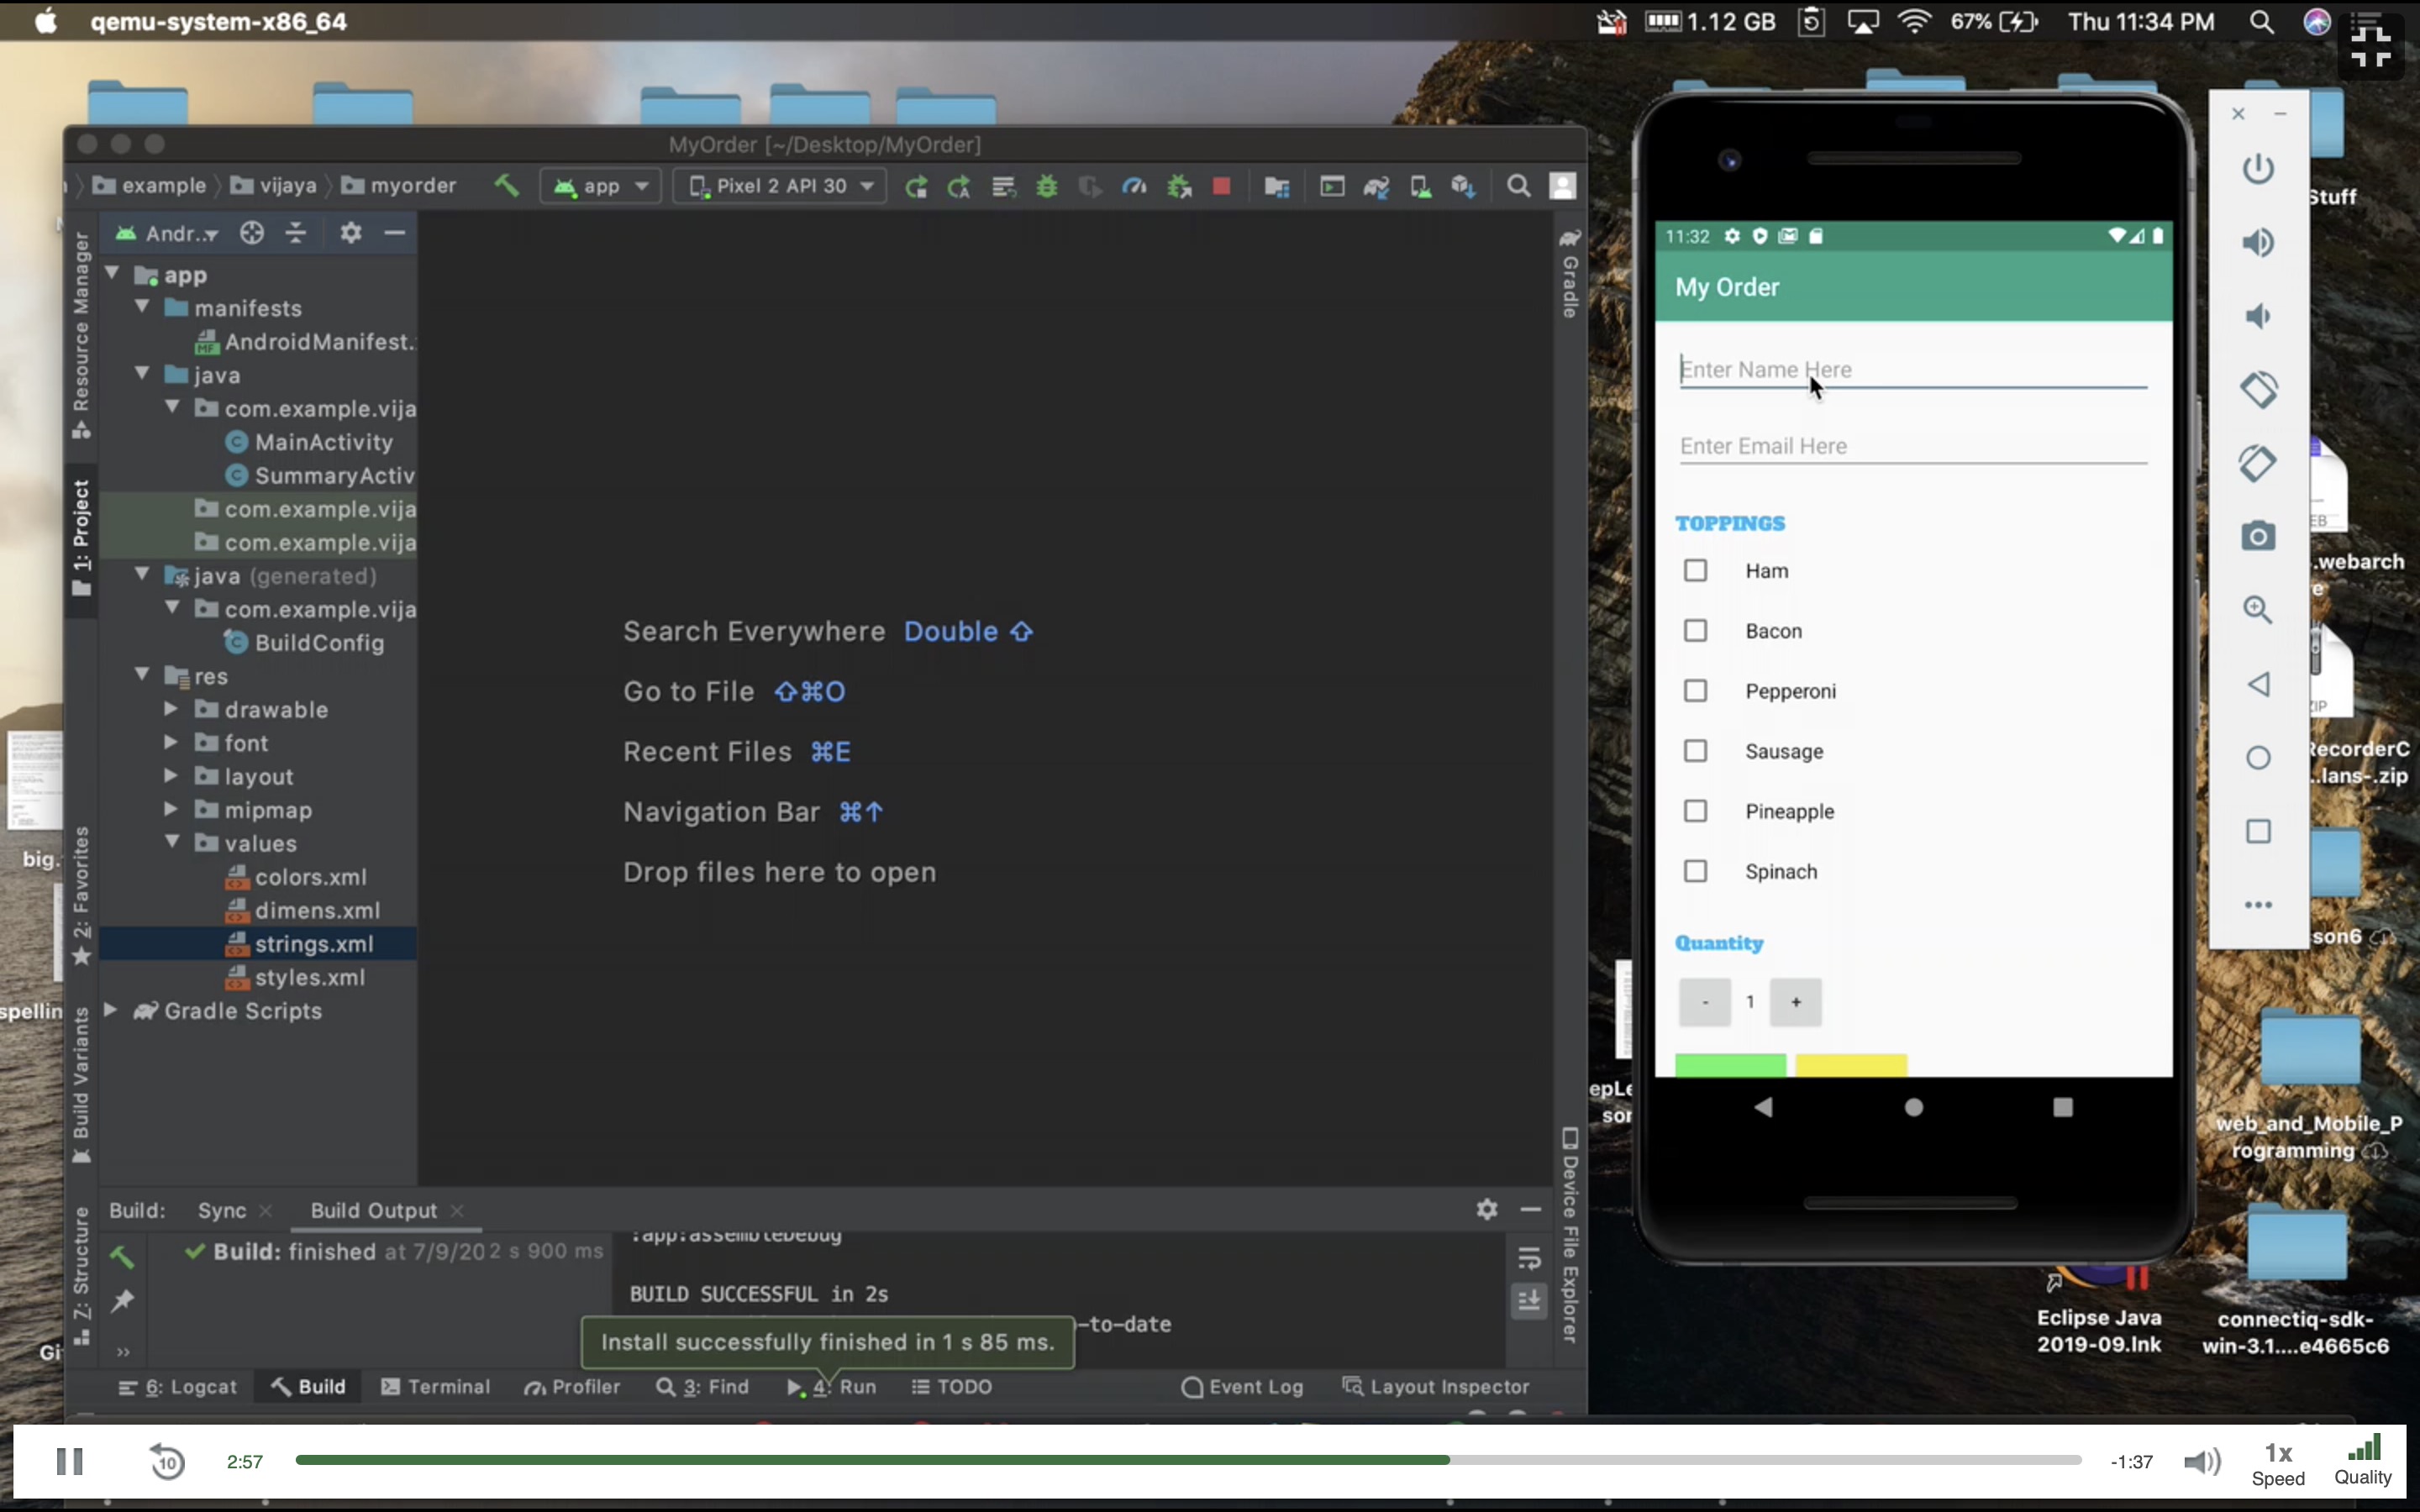 qemu-system-x86_64
1.12 GB
67%
Thu 11:34 PM
MyOrder [~/Desktop/MyOrder]
example
vijaya
myorder
app
Pixel 2 API 30
Andr..
app
manifests
AndroidManifest.
java
com.example.vija
MainActivity
SummaryActiv
com.example.vija
com.example.vija
java (generated)
com.example.vija
BuildConfig
res
drawable
font
layout
mipmap
values
colors.xml
dimens.xml
strings.xml
styles.xml
Gradle Scripts
Resource Manager
1: Project
2: Favorites
Build Variants
Z: Structure
Search Everywhere Double ⇧
Go to File ⇧⌘O
Recent Files ⌘E
Navigation Bar ⌘↑
Drop files here to open
Gradle
Device File Explorer
Build:
Sync
Build Output
Build: finished at 7/9/20 2 s 900 ms
:app:assembleDebug
BUILD SUCCESSFUL in 2s
-to-date
Install successfully finished in 1 s 85 ms.
6: Logcat
Build
Terminal
Profiler
3: Find
4: Run
TODO
Event Log
Layout Inspector
11:32
My Order
Enter Name Here
Enter Email Here
TOPPINGS
Ham
Bacon
Pepperoni
Sausage
Pineapple
Spinach
Quantity
-
1
+
Stuff
.webarch
e
ZIP
RecorderC
..lans-.zip
son6
web_and_Mobile_P
rogramming
Eclipse Java
2019-09.lnk
connectiq-sdk-
win-3.1....e4665c6
big.
spellin
Gi
epLe
son
10
2:57
-1:37
1x
Speed
Quality